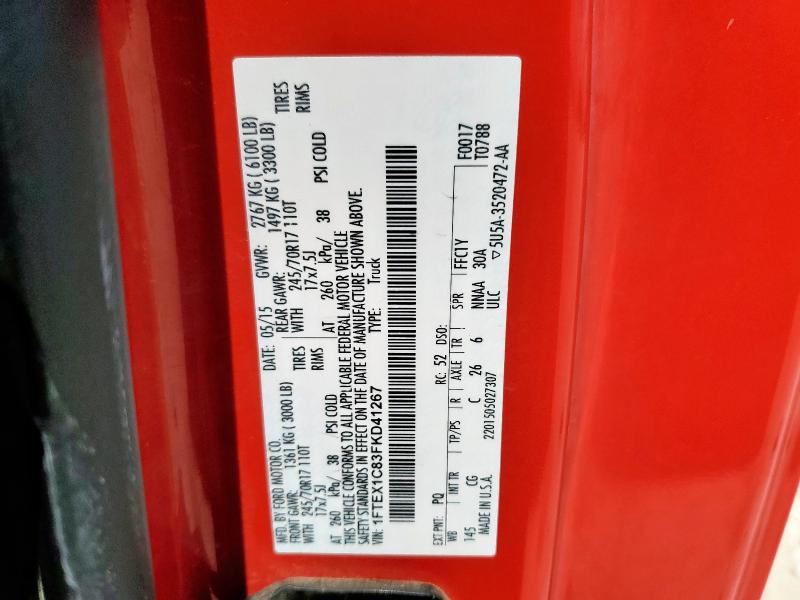 MFD. BY FORD MOTOR CO.
DATE: 05/15 GVWR: 2767 KG ( 6100 LB)
FRONT GAWR: 1361 KG ( 3000 LB) REAR GAWR: 1497 KG ( 3300 LB)
WITH 245/70R17 110T TIRES WITH 245/70R17 110T TIRES
17x7.5J RIMS 17x7.5J RIMS
AT 260 kPa/ 38 PSI COLD AT 260 kPa/ 38 PSI COLD
THIS VEHICLE CONFORMS TO ALL APPLICABLE FEDERAL MOTOR VEHICLE
SAFETY STANDARDS IN EFFECT ON THE DATE OF MANUFACTURE SHOWN ABOVE.
VIN: 1FTEX1C83FKD41267 TYPE: Truck
EXT PNT: PQ RC: 52 DSO: FFC1Y F0017
WB INT TR TP/PS R AXLE TR SPR T0788
145 CG C 26 6 NNAA 30A
MADE IN U.S.A. 2201505027307 ULC ▽5U5A-3520472-AA